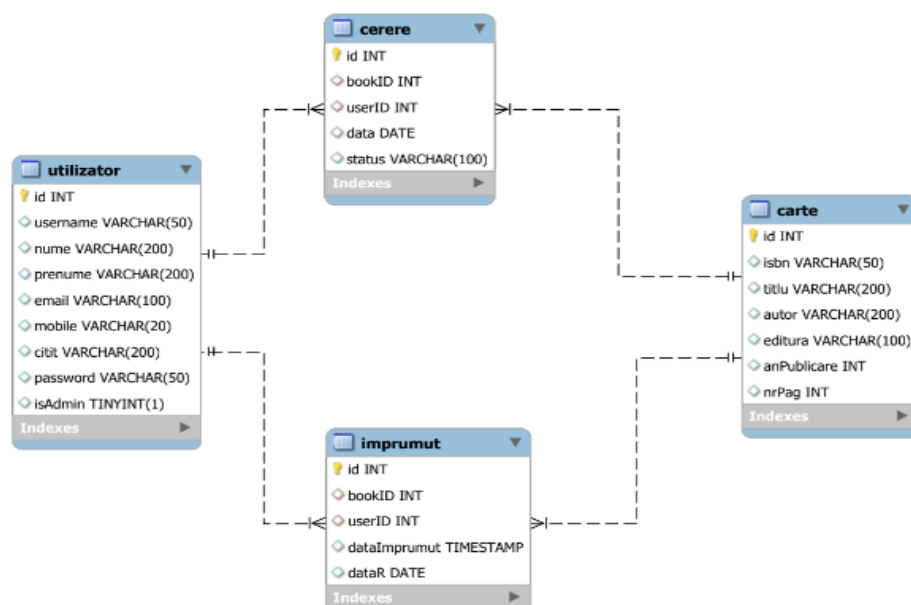 cerere
id INT
bookID INT
userID INT
data DATE
status VARCHAR(100)
Indexes
utilizator
id INT
username VARCHAR(50)
nume VARCHAR(200)
prenume VARCHAR(200)
email VARCHAR(100)
mobile VARCHAR(20)
citit VARCHAR(200)
password VARCHAR(50)
isAdmin TINYINT(1)
Indexes
carte
id INT
isbn VARCHAR(50)
titlu VARCHAR(200)
autor VARCHAR(200)
editura VARCHAR(100)
anPublicare INT
nrPag INT
Indexes
imprumut
id INT
bookID INT
userID INT
dataImprumut TIMESTAMP
dataR DATE
Indexes